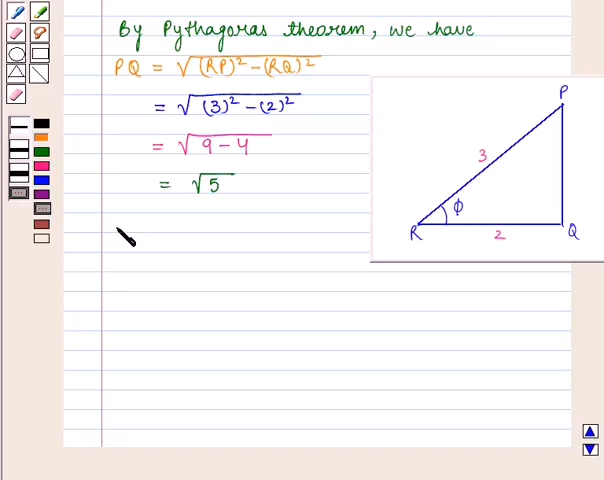 By Pythagoras theorem, we have
PQ = √(RP)² - (RQ)²
= √(3)² - (2)²
= √9 - 4
= √5
P
3
φ
R
2
Q